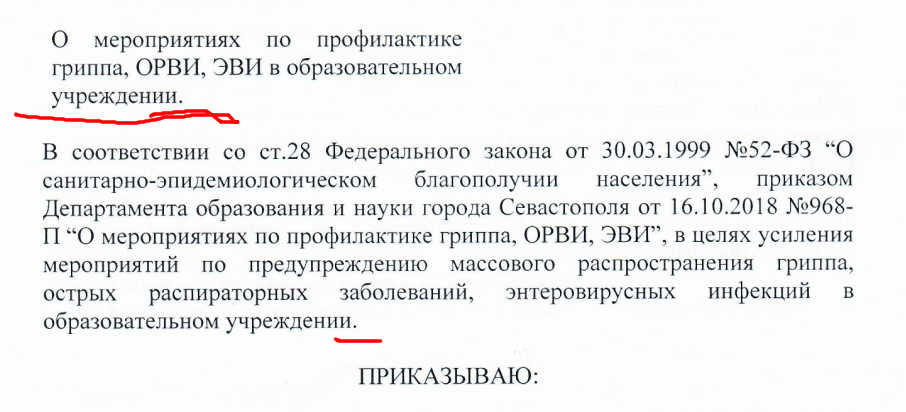 О мероприятиях по профилактике
гриппа, ОРВИ, ЭВИ в образовательном
учреждении.
В соответствии со ст.28 Федерального закона от 30.03.1999 №52-ФЗ “О
санитарно-эпидемиологическом благополучии населения”, приказом
Департамента образования и науки города Севастополя от 16.10.2018 №968-
П “О мероприятиях по профилактике гриппа, ОРВИ, ЭВИ”, в целях усиления
мероприятий по предупреждению массового распространения гриппа,
острых распираторных заболеваний, энтеровирусных инфекций в
образовательном учреждении.
ПРИКАЗЫВАЮ: